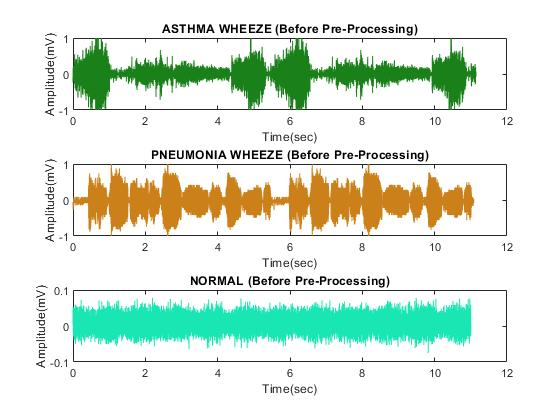 ASTHMA WHEEZE (Before Pre-Processing)
Amplitude(mV)
1
0
-1
0 2 4 6 8 10 12
Time(sec)
PNEUMONIA WHEEZE (Before Pre-Processing)
Amplitude(mV)
1
0
-1
0 2 4 6 8 10 12
Time(sec)
NORMAL (Before Pre-Processing)
Amplitude(mV)
0.1
0
-0.1
0 2 4 6 8 10 12
Time(sec)